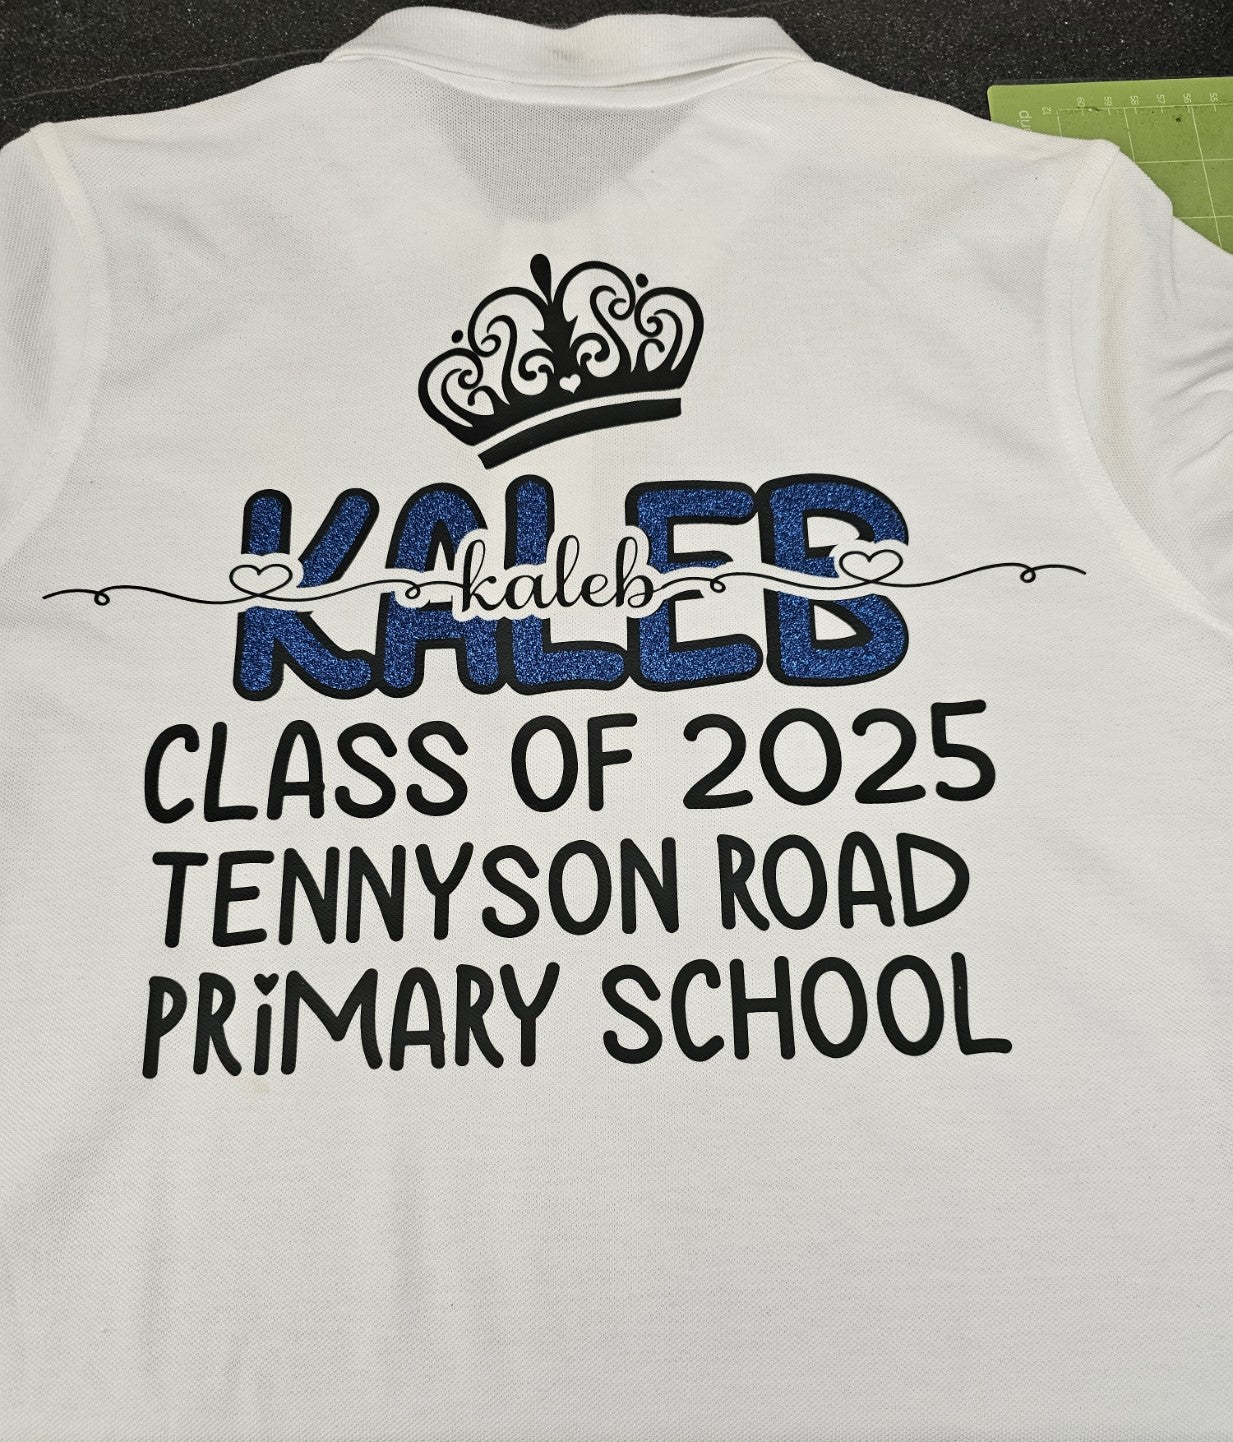 KALEB
kaleb
CLASS OF 2025
TENNYSON ROAD
PRiMARY SCHOOL